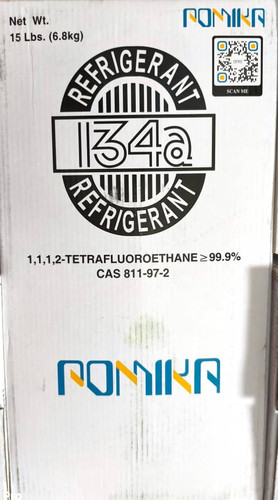 Net Wt.
15 Lbs. (6.8kg)
POMIKA
SCAN ME
REFRIGERANT
134a
REFRIGERANT
1,1,1,2-TETRAFLUOROETHANE ≥ 99.9%
CAS 811-97-2
POMIKA